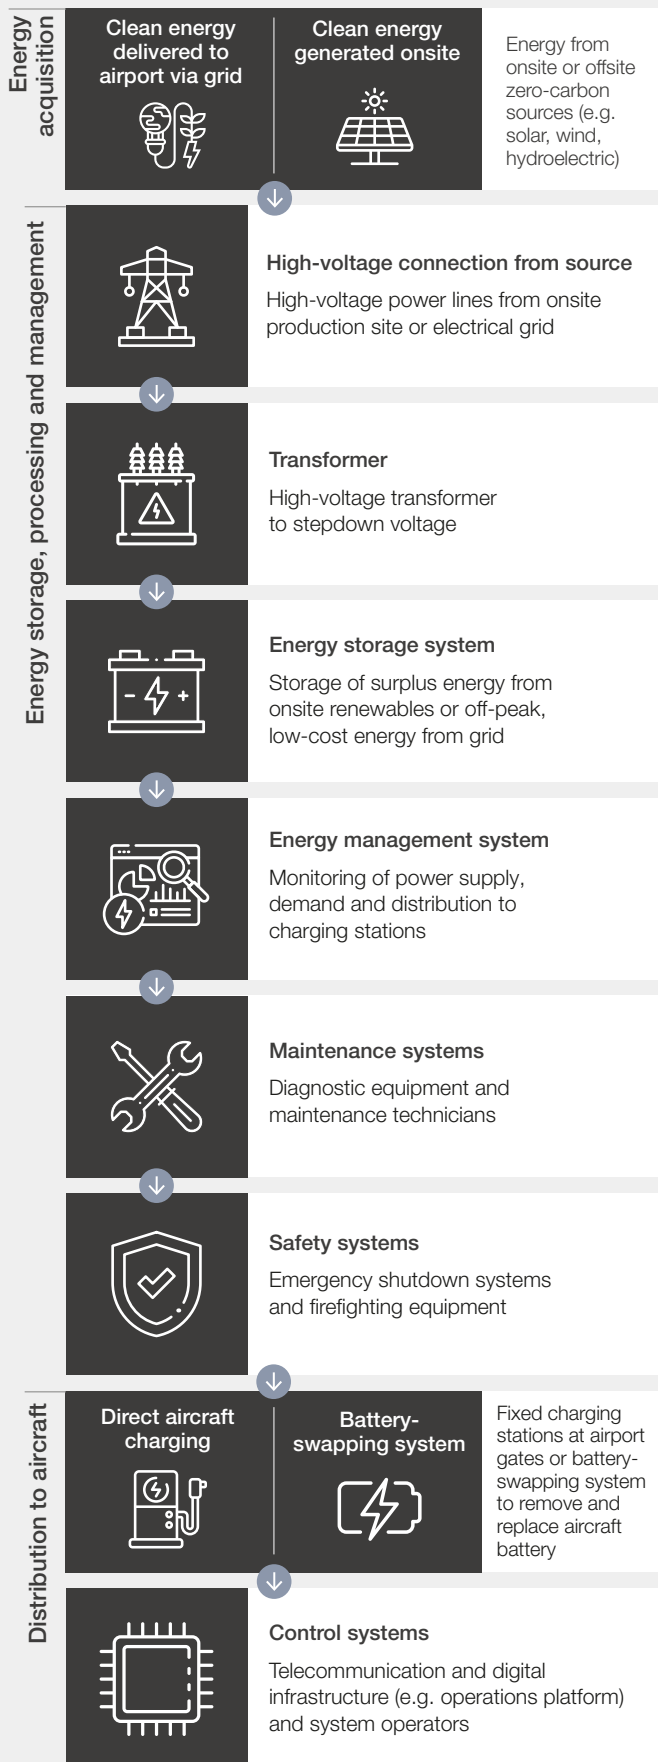 Energy
acquisition
Clean energy
delivered to
airport via grid
Clean energy
generated onsite
Energy from
onsite or offsite
zero-carbon
sources (e.g.
solar, wind,
hydroelectric)
Energy storage, processing and management
High-voltage connection from source
High-voltage power lines from onsite
production site or electrical grid
Transformer
High-voltage transformer
to stepdown voltage
Energy storage system
Storage of surplus energy from
onsite renewables or off-peak,
low-cost energy from grid
Energy management system
Monitoring of power supply,
demand and distribution to
charging stations
Maintenance systems
Diagnostic equipment and
maintenance technicians
Safety systems
Emergency shutdown systems
and firefighting equipment
Distribution to aircraft
Direct aircraft
charging
Battery-
swapping system
Fixed charging
stations at airport
gates or battery-
swapping system
to remove and
replace aircraft
battery
Control systems
Telecommunication and digital
infrastructure (e.g. operations platform)
and system operators